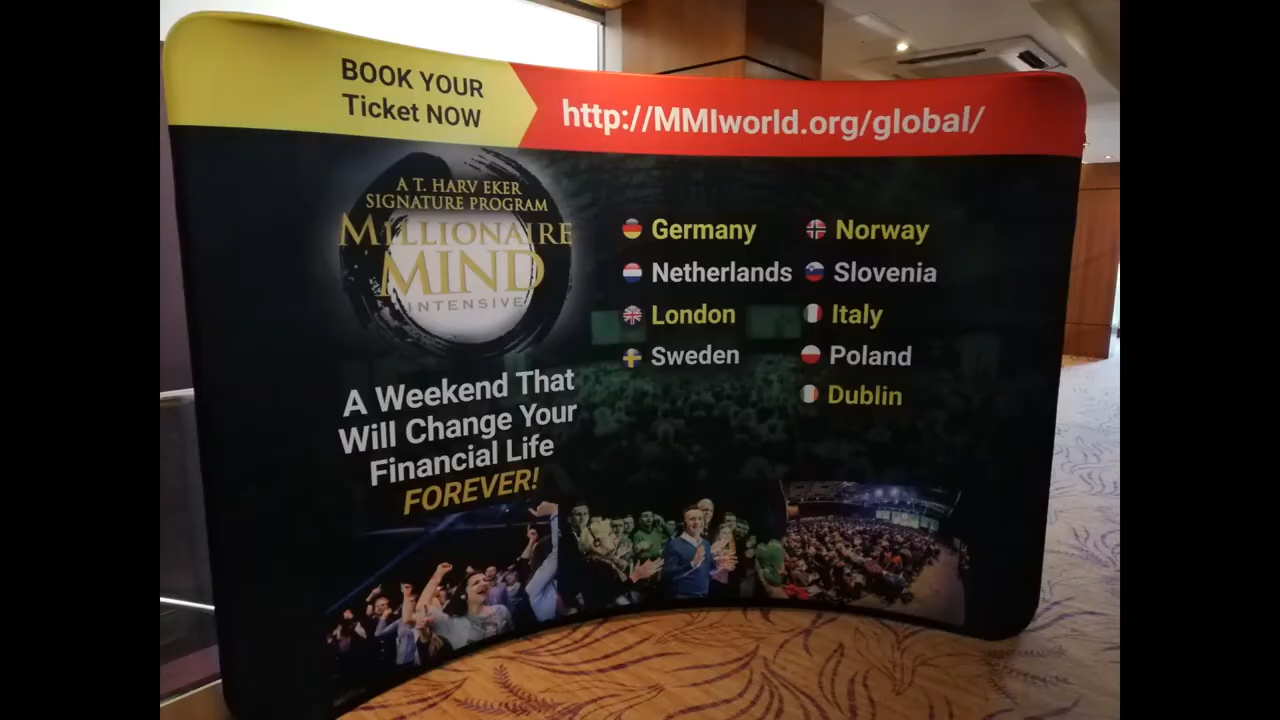 BOOK YOUR
Ticket NOW
http://MMIworld.org/global/
A T. HARV EKER
SIGNATURE PROGRAM
MILLIONAIRE
MIND
INTENSIVE
A Weekend That
Will Change Your
Financial Life
FOREVER!
Germany
Netherlands
London
Sweden
Norway
Slovenia
Italy
Poland
Dublin